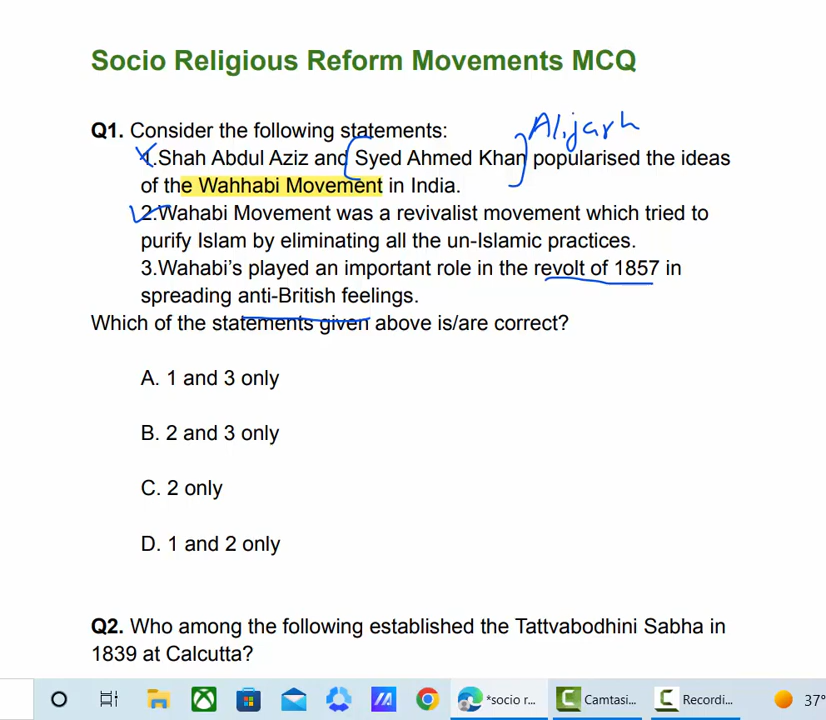 Socio Religious Reform Movements MCQ
Alijarh
Q1. Consider the following statements:
1.Shah Abdul Aziz and Syed Ahmed Khan popularised the ideas
of the Wahhabi Movement in India.
2.Wahabi Movement was a revivalist movement which tried to
purify Islam by eliminating all the un-Islamic practices.
3.Wahabi’s played an important role in the revolt of 1857 in
spreading anti-British feelings.
Which of the statements given above is/are correct?
A. 1 and 3 only
B. 2 and 3 only
C. 2 only
D. 1 and 2 only
Q2. Who among the following established the Tattvabodhini Sabha in
1839 at Calcutta?
*socio r... Camtasi... Recordi... 37°